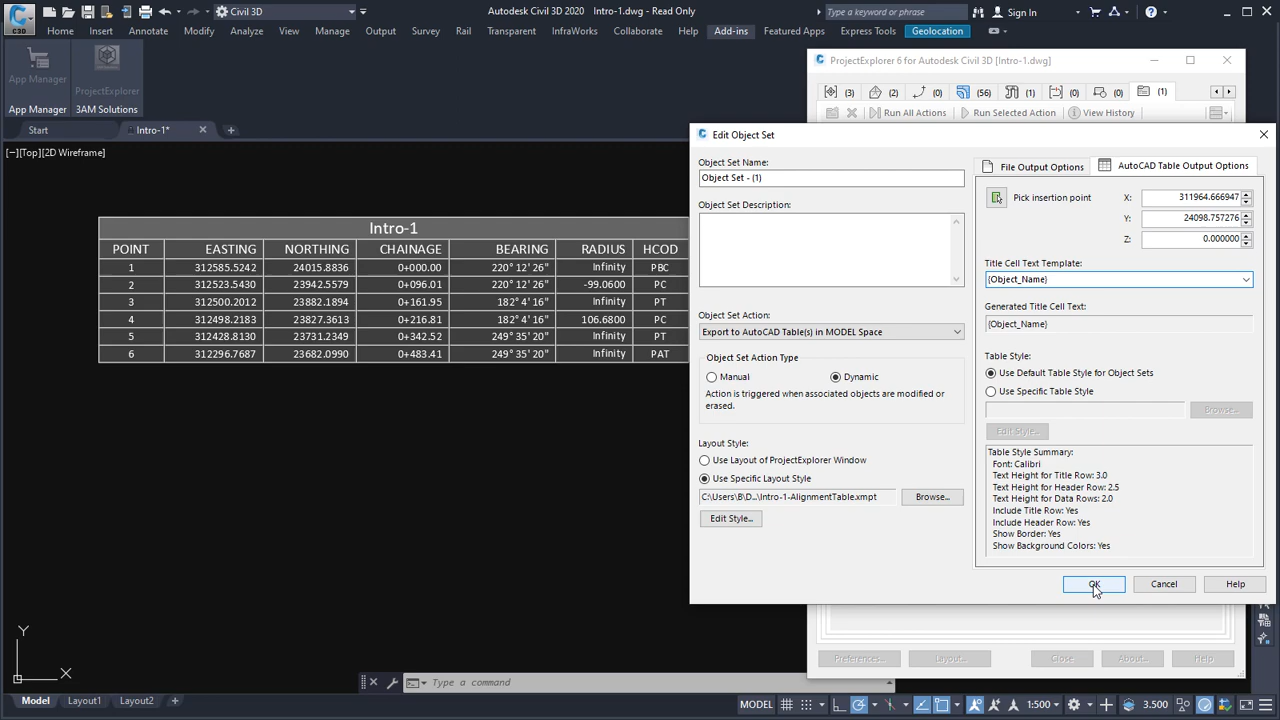 C3D
Civil 3D
Autodesk Civil 3D 2020 Intro-1.dwg - Read Only
Type a keyword or phrase
Sign In
Home Insert Annotate Modify Analyze View Manage Output Survey Rail Transparent InfraWorks Collaborate Help Add-ins Featured Apps Express Tools Geolocation
App Manager
ProjectExplorer
App Manager
3AM Solutions
Start
Intro-1*
[−][Top][2D Wireframe]
ProjectExplorer 6 for Autodesk Civil 3D [Intro-1.dwg]
(3) (2) (0) (56) (1) (0) (0) (1)
Run All Actions Run Selected Action View History
Intro-1
POINT EASTING NORTHING CHAINAGE BEARING RADIUS HCOD
1 312585.5242 24015.8836 0+000.00 220° 12' 26" Infinity PBC
2 312523.5430 23942.5579 0+096.01 220° 12' 26" -99.0600 PC
3 312500.2012 23882.1894 0+161.95 182° 4' 16" Infinity PT
4 312498.2183 23827.3613 0+216.81 182° 4' 16" 106.6800 PC
5 312428.8130 23731.2349 0+342.52 249° 35' 20" Infinity PT
6 312296.7687 23682.0990 0+483.41 249° 35' 20" Infinity PAT
Edit Object Set
Object Set Name:
Object Set - (1)
Object Set Description:
Object Set Action:
Export to AutoCAD Table(s) in MODEL Space
Object Set Action Type
Manual
Dynamic
Action is triggered when associated objects are modified or
erased.
Layout Style:
Use Layout of ProjectExplorer Window
Use Specific Layout Style
C:\Users\B\D...\Intro-1-AlignmentTable.xmpt
Browse...
Edit Style...
File Output Options
AutoCAD Table Output Options
Pick insertion point
X: 311964.666947
Y: 24098.757276
Z: 0.000000
Title Cell Text Template:
{Object_Name}
Generated Title Cell Text:
{Object_Name}
Table Style:
Use Default Table Style for Object Sets
Use Specific Table Style
Browse...
Edit Style...
Table Style Summary:
Font: Calibri
Text Height for Title Row: 3.0
Text Height for Header Row: 2.5
Text Height for Data Rows: 2.0
Include Title Row: Yes
Include Header Row: Yes
Show Border: Yes
Show Background Colors: Yes
OK
Cancel
Help
Preferences... Layout... Close About... Help
Y
X
Type a command
Model Layout1 Layout2
MODEL
1:500
3.500